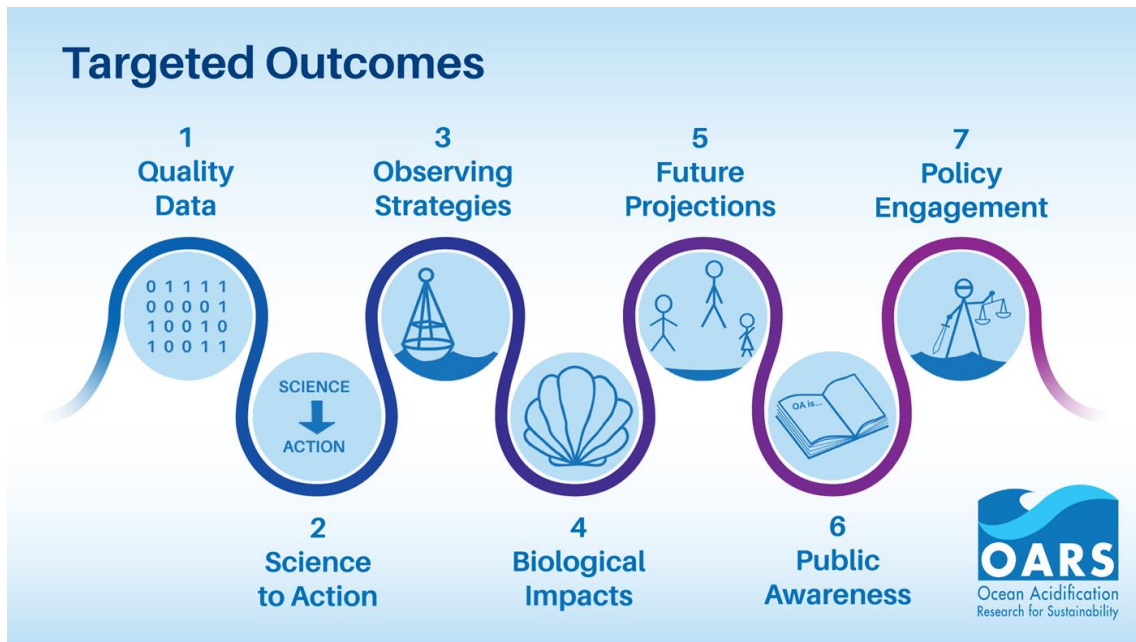 Targeted Outcomes
1
Quality
Data
0 1 1 1 1
0 0 0 0 1
1 0 0 1 0
1 0 0 1 1
2
Science
to Action
SCIENCE
ACTION
3
Observing
Strategies
4
Biological
Impacts
5
Future
Projections
6
Public
Awareness
OA is...
7
Policy
Engagement
OARS
Ocean Acidification
Research for Sustainability